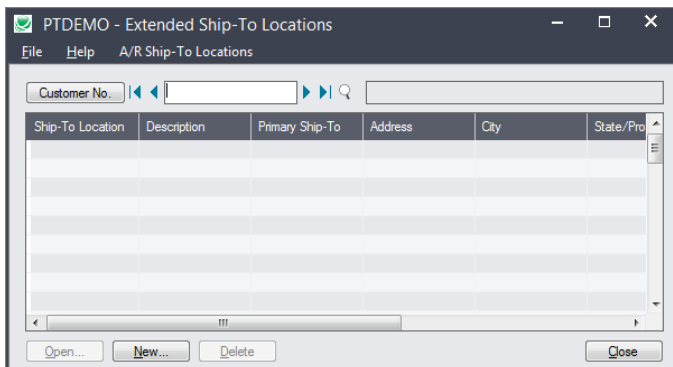 PTDEMO - Extended Ship-To Locations
File Help A/R Ship-To Locations
Customer No.
Ship-To Location Description Primary Ship-To Address City State/Pro
Open... New... Delete Close